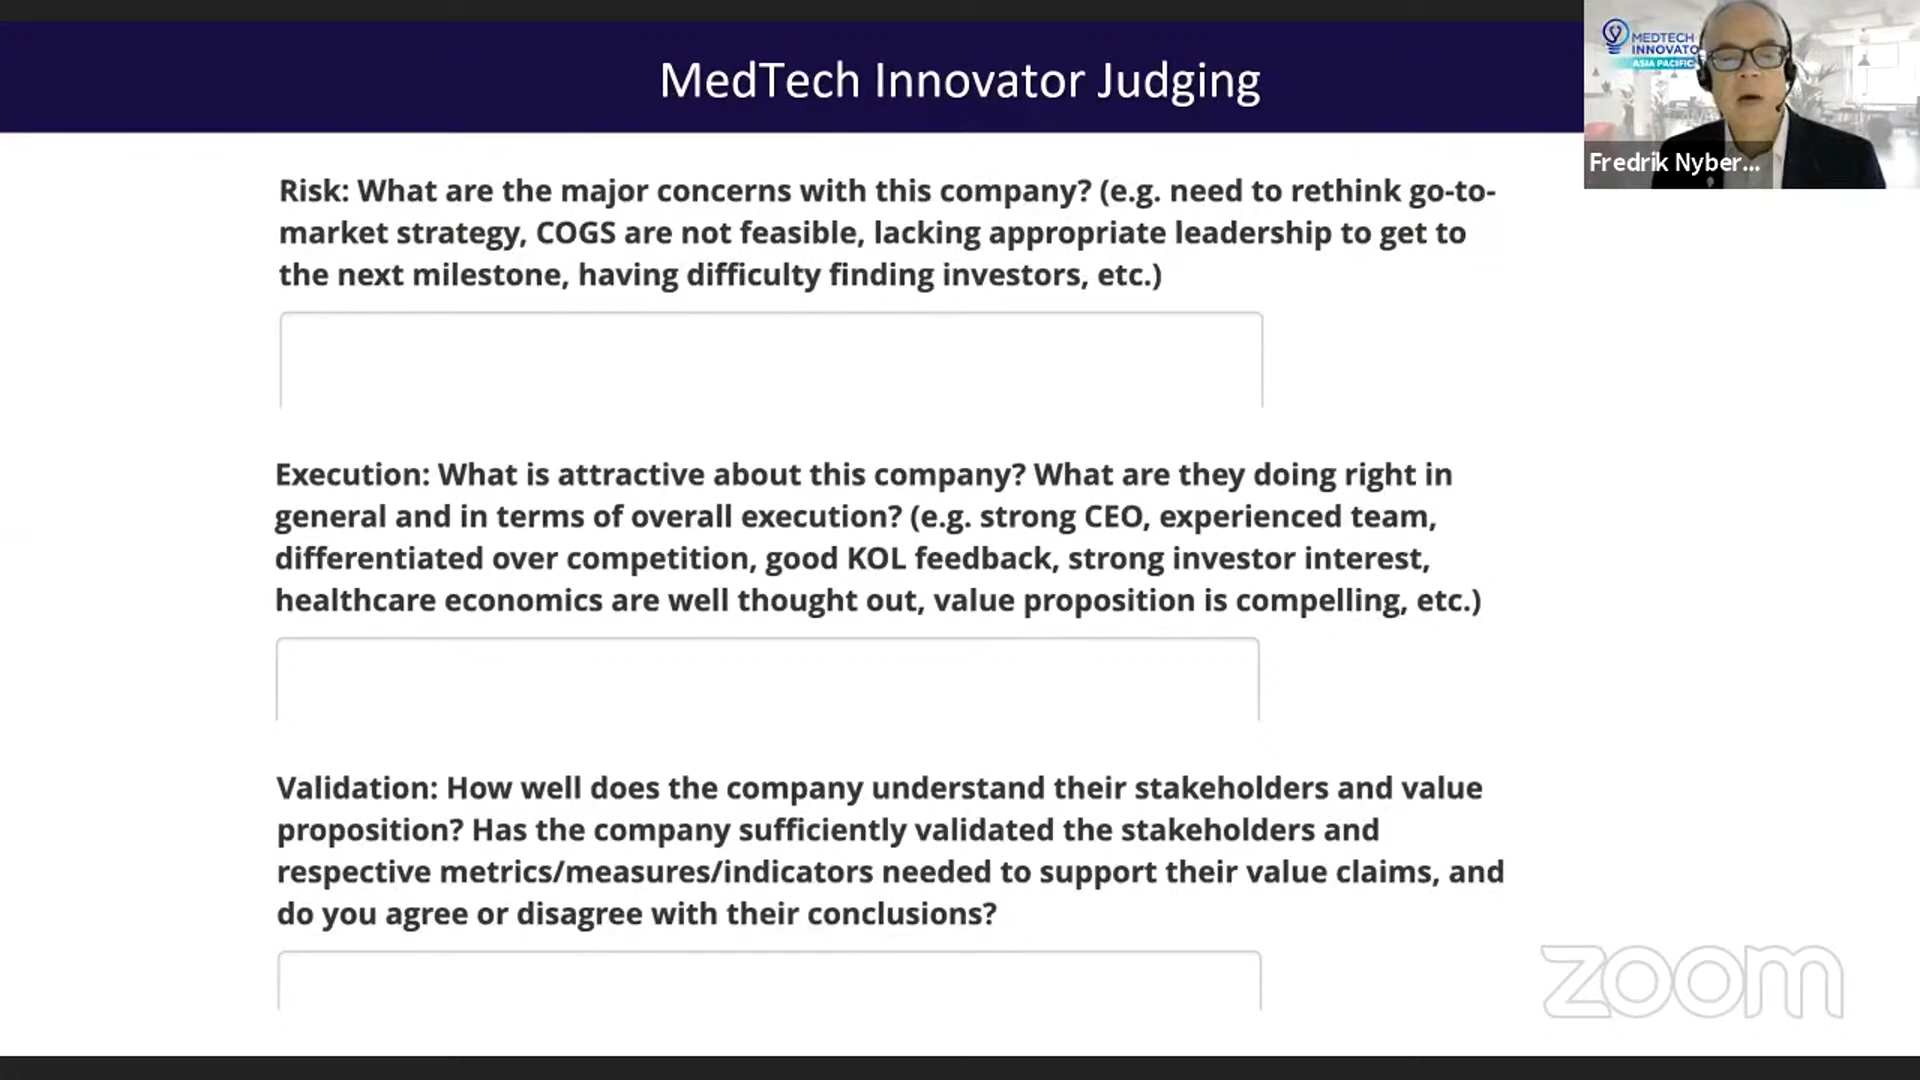 MedTech Innovator Judging
MEDTECH
INNOVATO
ASIA PACIFIC
Fredrik Nyber...
Risk: What are the major concerns with this company? (e.g. need to rethink go-to-
market strategy, COGS are not feasible, lacking appropriate leadership to get to
the next milestone, having difficulty finding investors, etc.)
Execution: What is attractive about this company? What are they doing right in
general and in terms of overall execution? (e.g. strong CEO, experienced team,
differentiated over competition, good KOL feedback, strong investor interest,
healthcare economics are well thought out, value proposition is compelling, etc.)
Validation: How well does the company understand their stakeholders and value
proposition? Has the company sufficiently validated the stakeholders and
respective metrics/measures/indicators needed to support their value claims, and
do you agree or disagree with their conclusions?
zoom